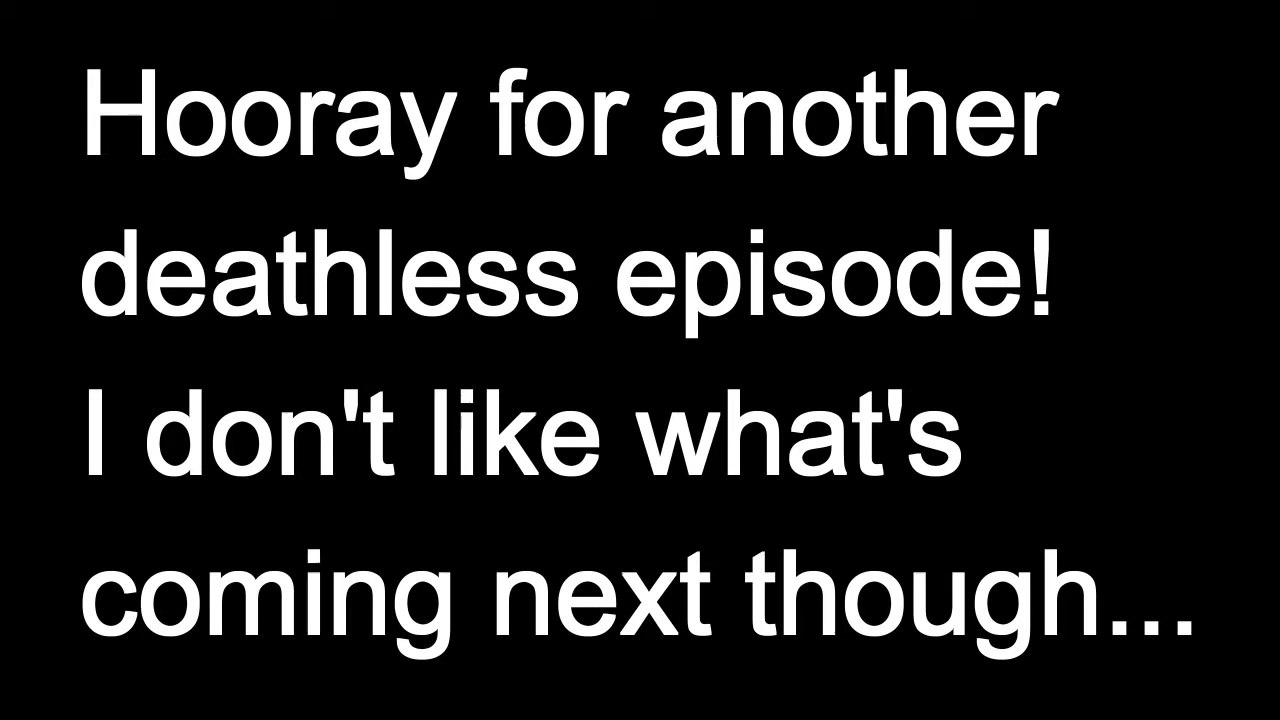 Hooray for another
deathless episode!
I don't like what's
coming next though...